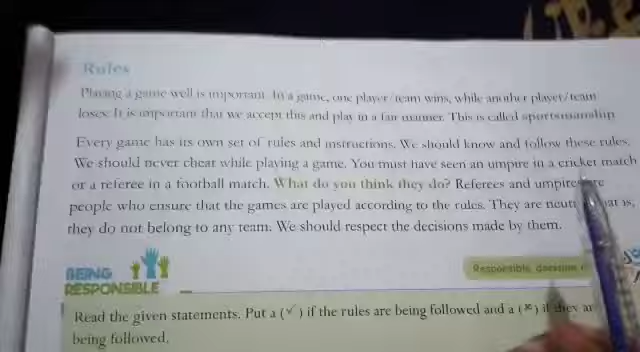 Rules
Playing a game well is important. In a game, one player/team wins, while another player/team
loses. It is important that we accept this and play in a fair manner. This is called sportsmanship
Every game has its own set of rules and instructions. We should know and follow these rules.
We should never cheat while playing a game. You must have seen an umpire in a cricket match
or a referee in a football match. What do you think they do? Referees and umpires
people who ensure that the games are played according to the rules. They are is,
they do not belong to any team. We should respect the decisions made by them.
BEING
RESPONSIBLE
Responsible,
Read the given statements. Put a (✓) if the rules are being followed and a (×) if they
being followed.